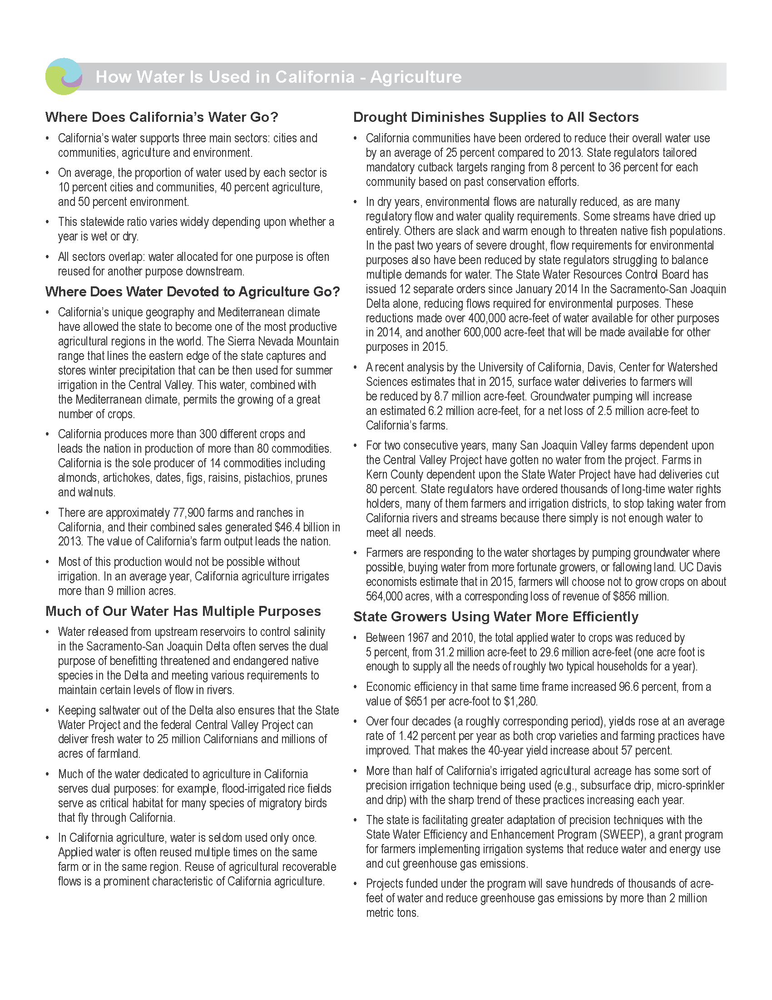 How Water Is Used in California - Agriculture
Where Does California's Water Go?
• California's water supports three main sectors: cities and
communities, agriculture and environment.
• On average, the proportion of water used by each sector is
10 percent cities and communities, 40 percent agriculture,
and 50 percent environment.
• This statewide ratio varies widely depending upon whether a
year is wet or dry.
• All sectors overlap: water allocated for one purpose is often
reused for another purpose downstream.
Where Does Water Devoted to Agriculture Go?
• California's unique geography and Mediterranean climate
have allowed the state to become one of the most productive
agricultural regions in the world. The Sierra Nevada Mountain
range that lines the eastern edge of the state captures and
stores winter precipitation that can be then used for summer
irrigation in the Central Valley. This water, combined with
the Mediterranean climate, permits the growing of a great
number of crops.
• California produces more than 300 different crops and
leads the nation in production of more than 80 commodities.
California is the sole producer of 14 commodities including
almonds, artichokes, dates, figs, raisins, pistachios, prunes
and walnuts.
• There are approximately 77,900 farms and ranches in
California, and their combined sales generated $46.4 billion in
2013. The value of California's farm output leads the nation.
• Most of this production would not be possible without
irrigation. In an average year, California agriculture irrigates
more than 9 million acres.
Much of Our Water Has Multiple Purposes
• Water released from upstream reservoirs to control salinity
in the Sacramento-San Joaquin Delta often serves the dual
purpose of benefitting threatened and endangered native
species in the Delta and meeting various requirements to
maintain certain levels of flow in rivers.
• Keeping saltwater out of the Delta also ensures that the State
Water Project and the federal Central Valley Project can
deliver fresh water to 25 million Californians and millions of
acres of farmland.
• Much of the water dedicated to agriculture in California
serves dual purposes: for example, flood-irrigated rice fields
serve as critical habitat for many species of migratory birds
that fly through California.
• In California agriculture, water is seldom used only once.
Applied water is often reused multiple times on the same
farm or in the same region. Reuse of agricultural recoverable
flows is a prominent characteristic of California agriculture.
Drought Diminishes Supplies to All Sectors
• California communities have been ordered to reduce their overall water use
by an average of 25 percent compared to 2013. State regulators tailored
mandatory cutback targets ranging from 8 percent to 36 percent for each
community based on past conservation efforts.
• In dry years, environmental flows are naturally reduced, as are many
regulatory flow and water quality requirements. Some streams have dried up
entirely. Others are slack and warm enough to threaten native fish populations.
In the past two years of severe drought, flow requirements for environmental
purposes also have been reduced by state regulators struggling to balance
multiple demands for water. The State Water Resources Control Board has
issued 12 separate orders since January 2014 In the Sacramento-San Joaquin
Delta alone, reducing flows required for environmental purposes. These
reductions made over 400,000 acre-feet of water available for other purposes
in 2014, and another 600,000 acre-feet that will be made available for other
purposes in 2015.
• A recent analysis by the University of California, Davis, Center for Watershed
Sciences estimates that in 2015, surface water deliveries to farmers will
be reduced by 8.7 million acre-feet. Groundwater pumping will increase
an estimated 6.2 million acre-feet, for a net loss of 2.5 million acre-feet to
California's farms.
• For two consecutive years, many San Joaquin Valley farms dependent upon
the Central Valley Project have gotten no water from the project. Farms in
Kern County dependent upon the State Water Project have had deliveries cut
80 percent. State regulators have ordered thousands of long-time water rights
holders, many of them farmers and irrigation districts, to stop taking water from
California rivers and streams because there simply is not enough water to
meet all needs.
• Farmers are responding to the water shortages by pumping groundwater where
possible, buying water from more fortunate growers, or fallowing land. UC Davis
economists estimate that in 2015, farmers will choose not to grow crops on about
564,000 acres, with a corresponding loss of revenue of $856 million.
State Growers Using Water More Efficiently
• Between 1967 and 2010, the total applied water to crops was reduced by
5 percent, from 31.2 million acre-feet to 29.6 million acre-feet (one acre foot is
enough to supply all the needs of roughly two typical households for a year).
• Economic efficiency in that same time frame increased 96.6 percent, from a
value of $651 per acre-foot to $1,280.
• Over four decades (a roughly corresponding period), yields rose at an average
rate of 1.42 percent per year as both crop varieties and farming practices have
improved. That makes the 40-year yield increase about 57 percent.
• More than half of California's irrigated agricultural acreage has some sort of
precision irrigation technique being used (e.g., subsurface drip, micro-sprinkler
and drip) with the sharp trend of these practices increasing each year.
• The state is facilitating greater adaptation of precision techniques with the
State Water Efficiency and Enhancement Program (SWEEP), a grant program
for farmers implementing irrigation systems that reduce water and energy use
and cut greenhouse gas emissions.
• Projects funded under the program will save hundreds of thousands of acre-
feet of water and reduce greenhouse gas emissions by more than 2 million
metric tons.